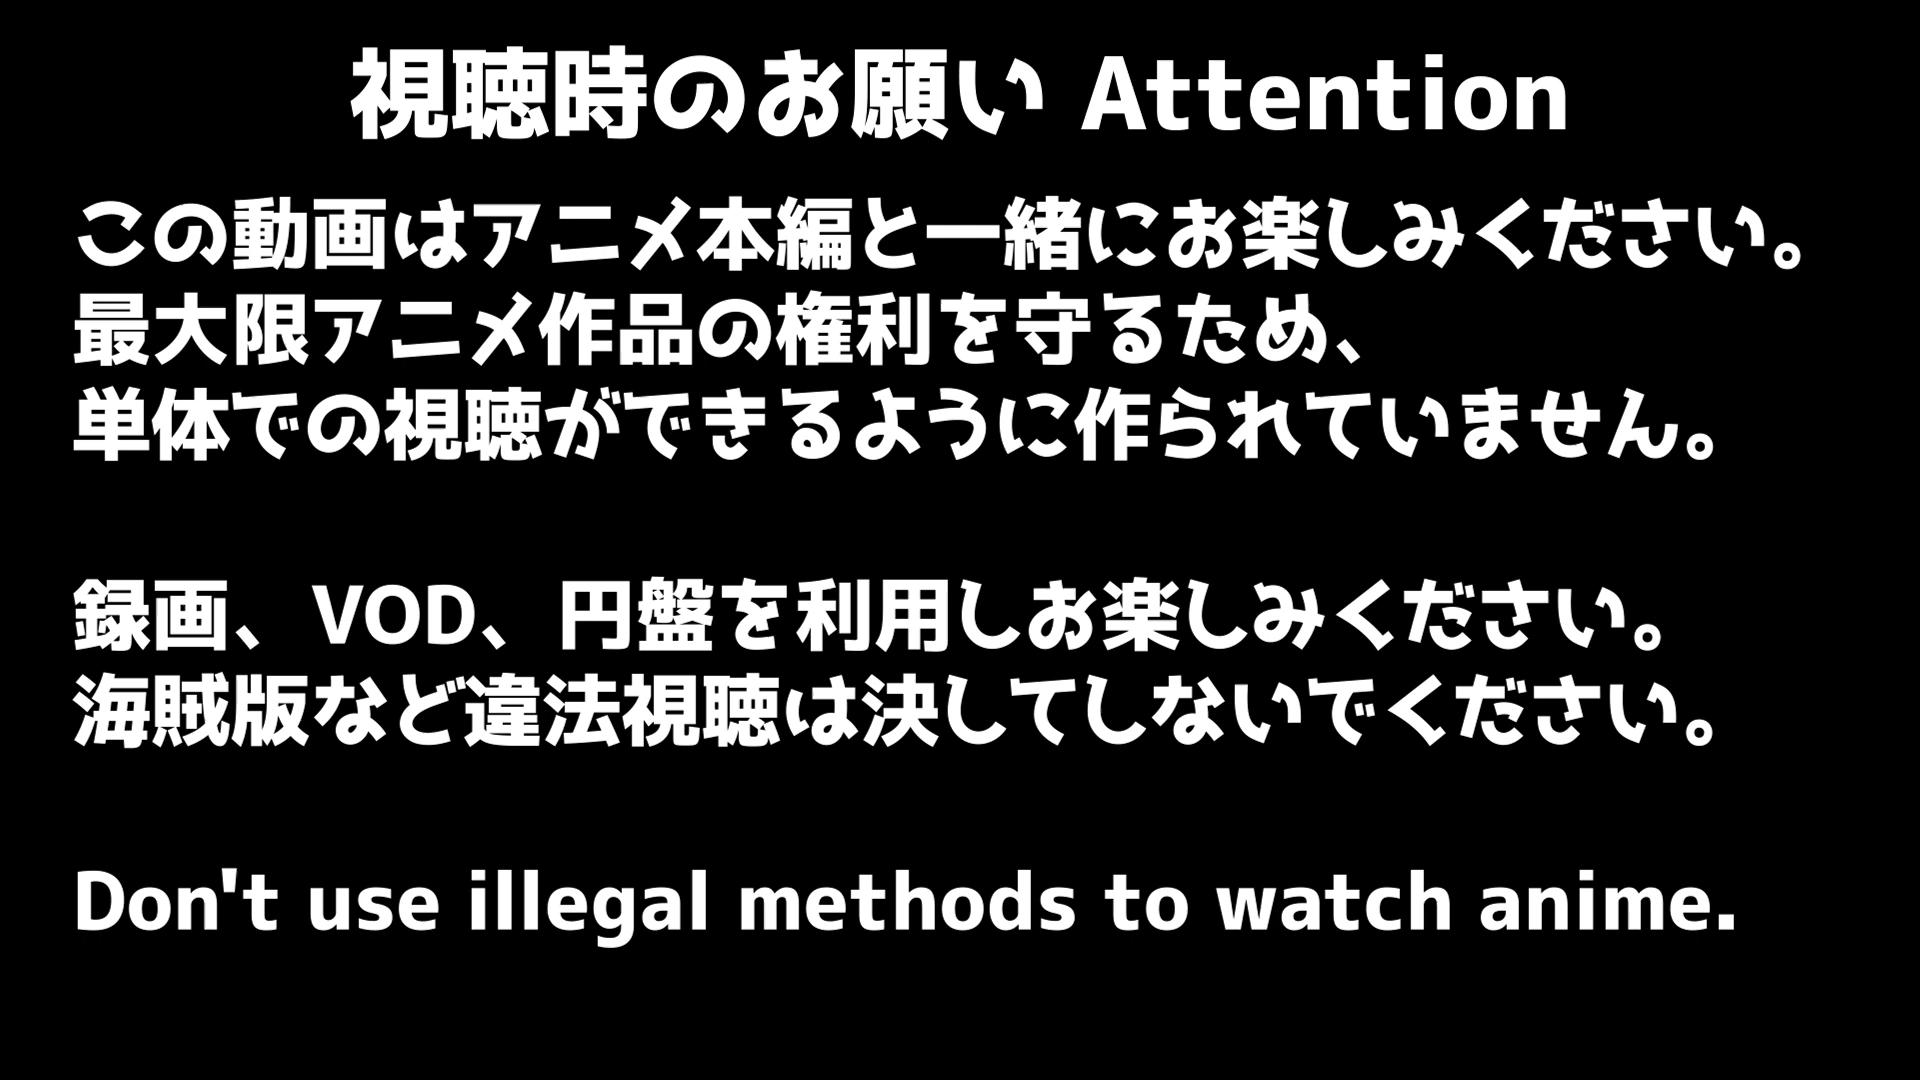 視聴時のお願い Attention
この動画はアニメ本編と一緒にお楽しみください。
最大限アニメ作品の権利を守るため、
単体での視聴ができるように作られていません。
録画、VOD、円盤を利用しお楽しみください。
海賊版など違法視聴は決してしないでください。
Don't use illegal methods to watch anime.